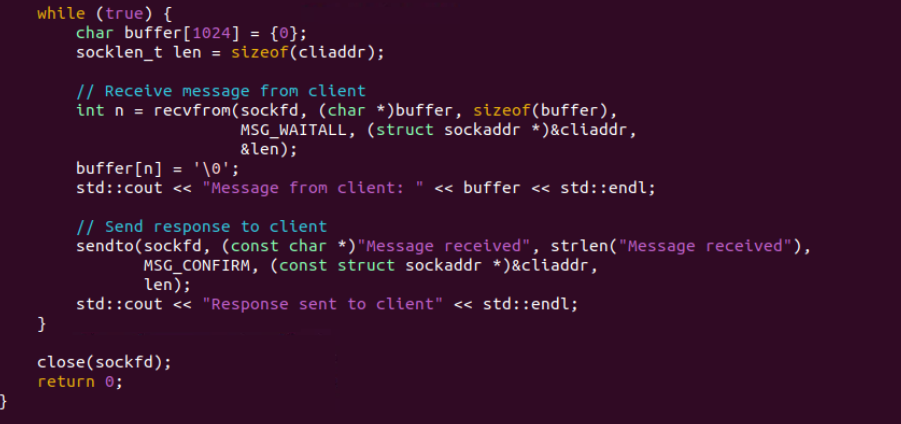 while (true) {
char buffer[1024] = {0};
socklen_t len = sizeof(cliaddr);
// Receive message from client
int n = recvfrom(sockfd, (char *)buffer, sizeof(buffer),
MSG_WAITALL, (struct sockaddr *)&cliaddr,
&len);
buffer[n] = '\0';
std::cout << "Message from client: " << buffer << std::endl;
// Send response to client
sendto(sockfd, (const char *)"Message received", strlen("Message received"),
MSG_CONFIRM, (const struct sockaddr *)&cliaddr,
len);
std::cout << "Response sent to client" << std::endl;
}
close(sockfd);
return 0;
}